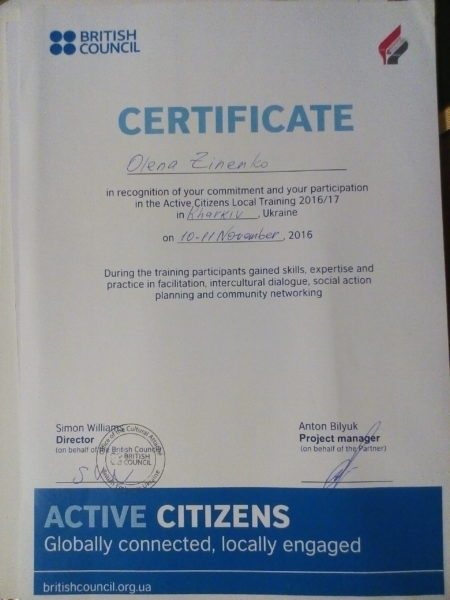 BRITISH
COUNCIL
CERTIFICATE
Olena Zinenko
in recognition of your commitment and your participation
in the Active Citizens Local Training 2016/17
in Kharkiv, Ukraine
on 10-11 November, 2016
During the training participants gained skills, expertise and
practice in facilitation, intercultural dialogue, social action
planning and community networking
Simon Williams
Director
(on behalf of the British Council)
BRITISH
COUNCIL
Anton Bilyuk
Project manager
(on behalf of the Partner)
ACTIVE CITIZENS
Globally connected, locally engaged
britishcouncil.org.ua